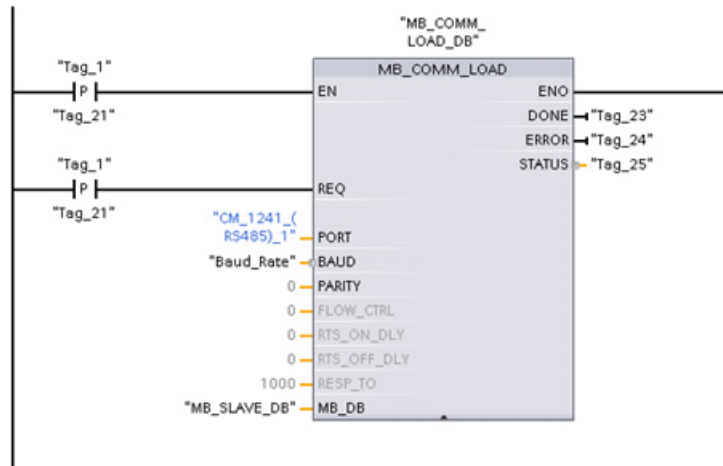 "MB_COMM_
LOAD_DB"
MB_COMM_LOAD
"Tag_1"
P
"Tag_21"
EN
ENO
DONE
"Tag_23"
ERROR
"Tag_24"
STATUS
"Tag_25"
"Tag_1"
P
"Tag_21"
REQ
"CM_1241_(
RS485)_1"
PORT
"Baud_Rate"
BAUD
0
PARITY
0
FLOW_CTRL
0
RTS_ON_DLY
0
RTS_OFF_DLY
1000
RESP_TO
"MB_SLAVE_DB"
MB_DB